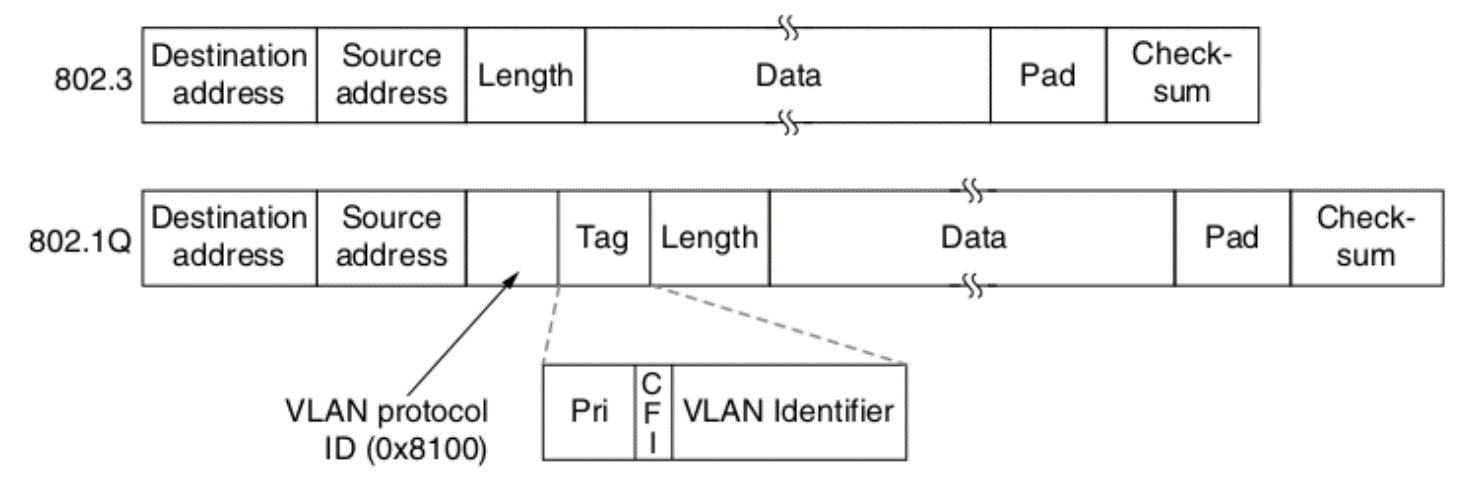 802.3
Destination address
Source address
Length
Data
Pad
Check-
sum
802.1Q
Destination address
Source address
Tag
Length
Data
Pad
Check-
sum
VLAN protocol
ID (0x8100)
Pri
CFI
VLAN Identifier